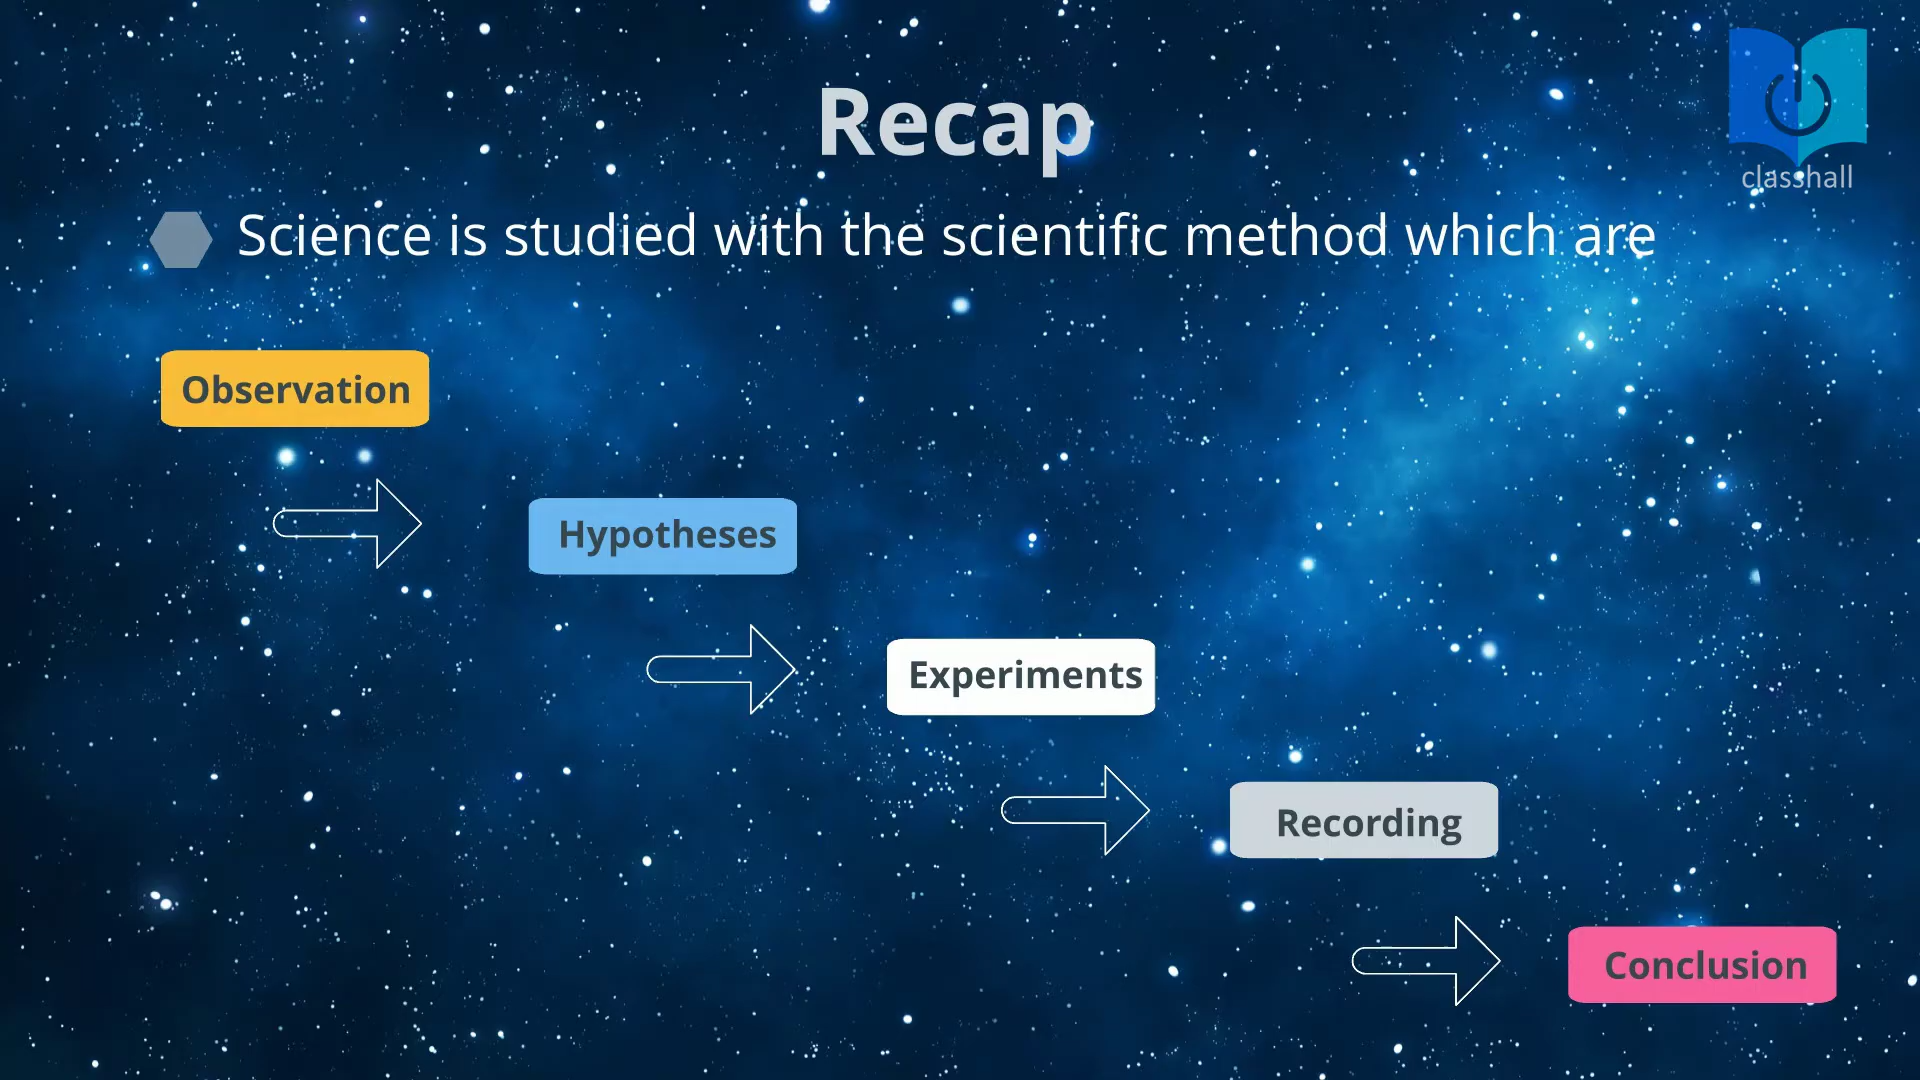 Recap
classhall
Science is studied with the scientific method which are
Observation
Hypotheses
Experiments
Recording
Conclusion